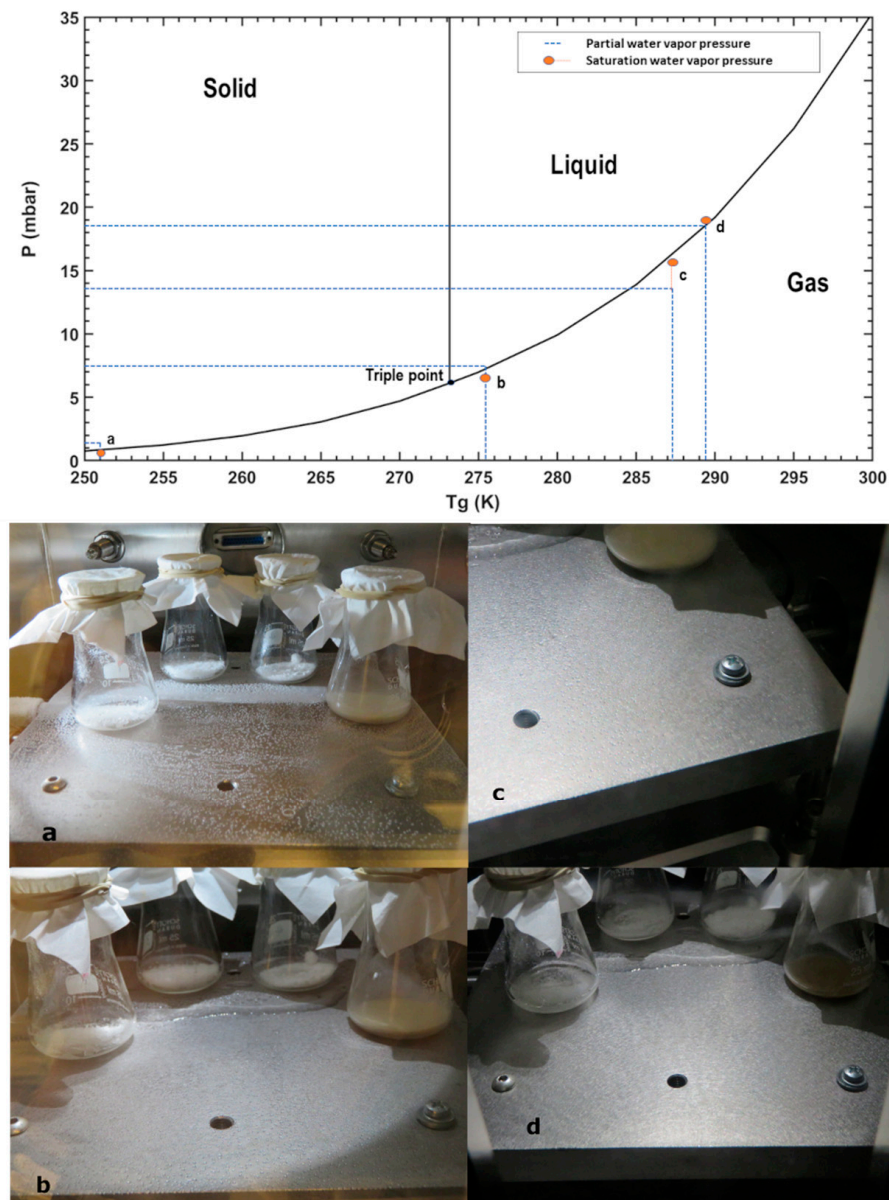 35
30
25
20
15
10
5
0
P (mbar)
Solid
Liquid
Gas
Partial water vapor pressure
Saturation water vapor pressure
Triple point
a
b
c
d
250 255 260 265 270 275 280 285 290 295 300
Tg (K)
a
c
b
d